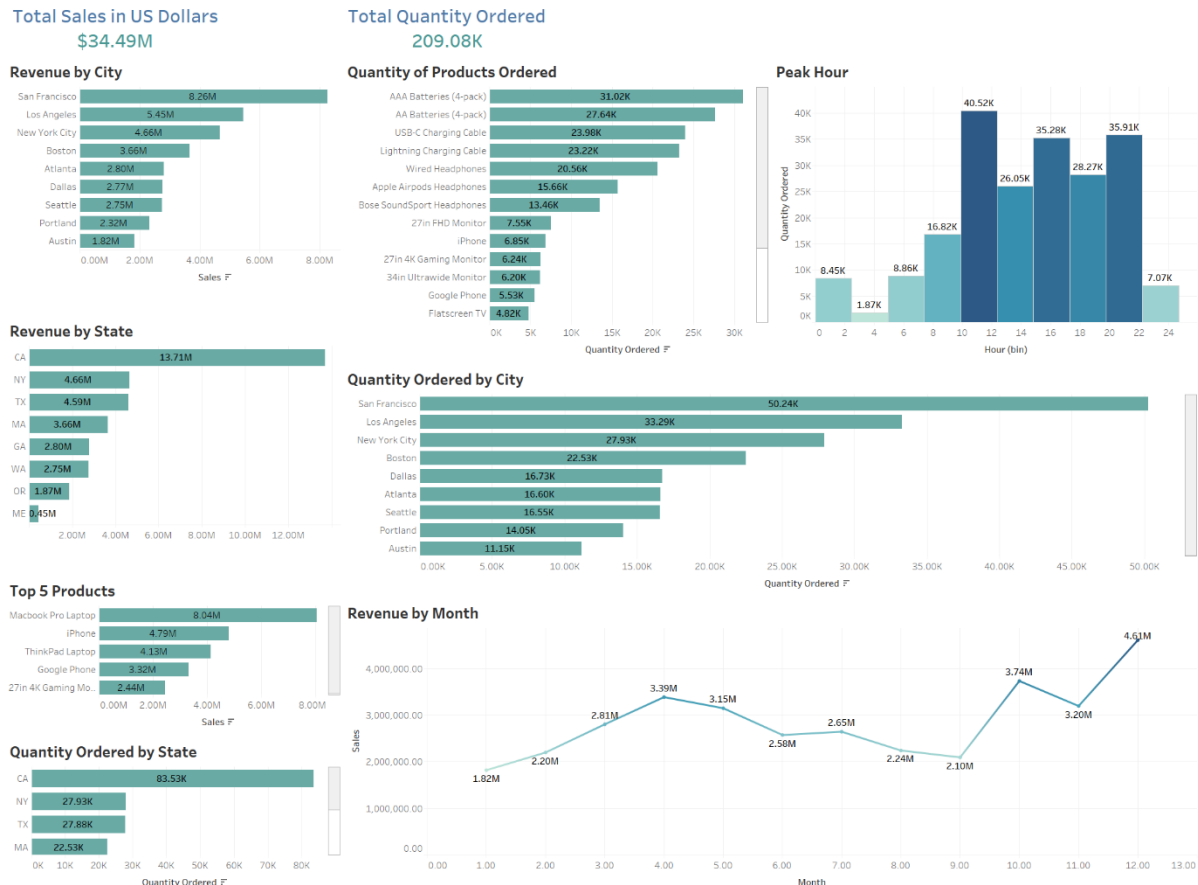 Total Sales in US Dollars
$34.49M
Total Quantity Ordered
209.08K
Revenue by City
San Francisco 8.26M
Los Angeles 5.45M
New York City 4.66M
Boston 3.66M
Atlanta 2.80M
Dallas 2.77M
Seattle 2.75M
Portland 2.32M
Austin 1.82M
0.00M 2.00M 4.00M 6.00M 8.00M
Sales
Quantity of Products Ordered
AAA Batteries (4-pack) 31.02K
AA Batteries (4-pack) 27.64K
USB-C Charging Cable 23.98K
Lightning Charging Cable 23.22K
Wired Headphones 20.56K
Apple Airpods Headphones 15.66K
Bose SoundSport Headphones 13.46K
27in FHD Monitor 7.55K
iPhone 6.85K
27in 4K Gaming Monitor 6.24K
34in Ultrawide Monitor 6.20K
Google Phone 5.53K
Flatscreen TV 4.82K
0K 5K 10K 15K 20K 25K 30K
Quantity Ordered
Peak Hour
40K
35K
30K
25K
20K
15K
10K
5K
0K
Quantity Ordered
8.45K 1.87K 8.86K 16.82K 40.52K 26.05K 35.28K 28.27K 35.91K 7.07K
0 2 4 6 8 10 12 14 16 18 20 22 24
Hour (bin)
Revenue by State
CA 13.71M
NY 4.66M
TX 4.59M
MA 3.66M
GA 2.80M
WA 2.75M
OR 1.87M
ME 0.45M
2.00M 4.00M 6.00M 8.00M 10.00M 12.00M
Quantity Ordered by City
San Francisco 50.24K
Los Angeles 33.29K
New York City 27.93K
Boston 22.53K
Dallas 16.73K
Atlanta 16.60K
Seattle 16.55K
Portland 14.05K
Austin 11.15K
0.00K 5.00K 10.00K 15.00K 20.00K 25.00K 30.00K 35.00K 40.00K 45.00K 50.00K
Quantity Ordered
Top 5 Products
Macbook Pro Laptop 8.04M
iPhone 4.79M
ThinkPad Laptop 4.13M
Google Phone 3.32M
27in 4K Gaming Mo.. 2.44M
0.00M 2.00M 4.00M 6.00M 8.00M
Sales
Quantity Ordered by State
CA 83.53K
NY 27.93K
TX 27.88K
MA 22.53K
0K 10K 20K 30K 40K 50K 60K 70K 80K
Quantity Ordered
Revenue by Month
4,000,000.00
3,000,000.00
2,000,000.00
1,000,000.00
0.00
Sales
1.82M 2.20M 2.81M 3.39M 3.15M 2.58M 2.65M 2.24M 2.10M 3.74M 3.20M 4.61M
0.00 1.00 2.00 3.00 4.00 5.00 6.00 7.00 8.00 9.00 10.00 11.00 12.00 13.00
Month